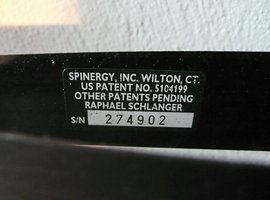 SPINERGY, INC. WILTON, CT.
US PATENT NO. 5104199
OTHER PATENTS PENDING
RAPHAEL SCHLANGER
S/N 274902